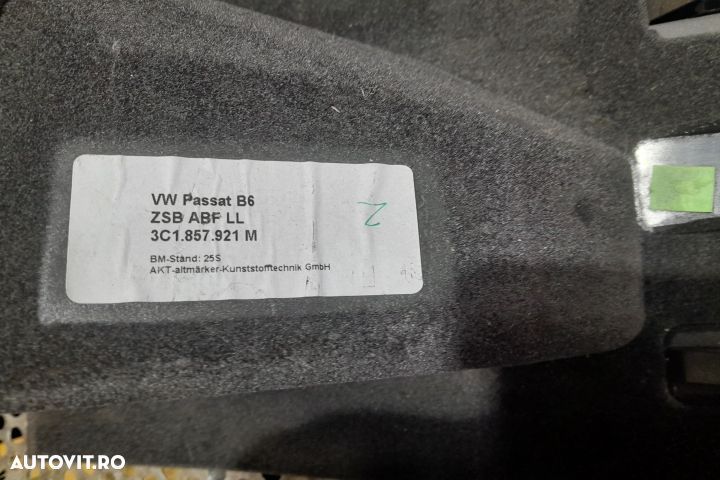 VW Passat B6
ZSB ABF LL
3C1.857.921 M
BM-Stand: 25S
AKT-altmärker-Kunststofftechnik GmbH
Z
AUTOVIT.RO